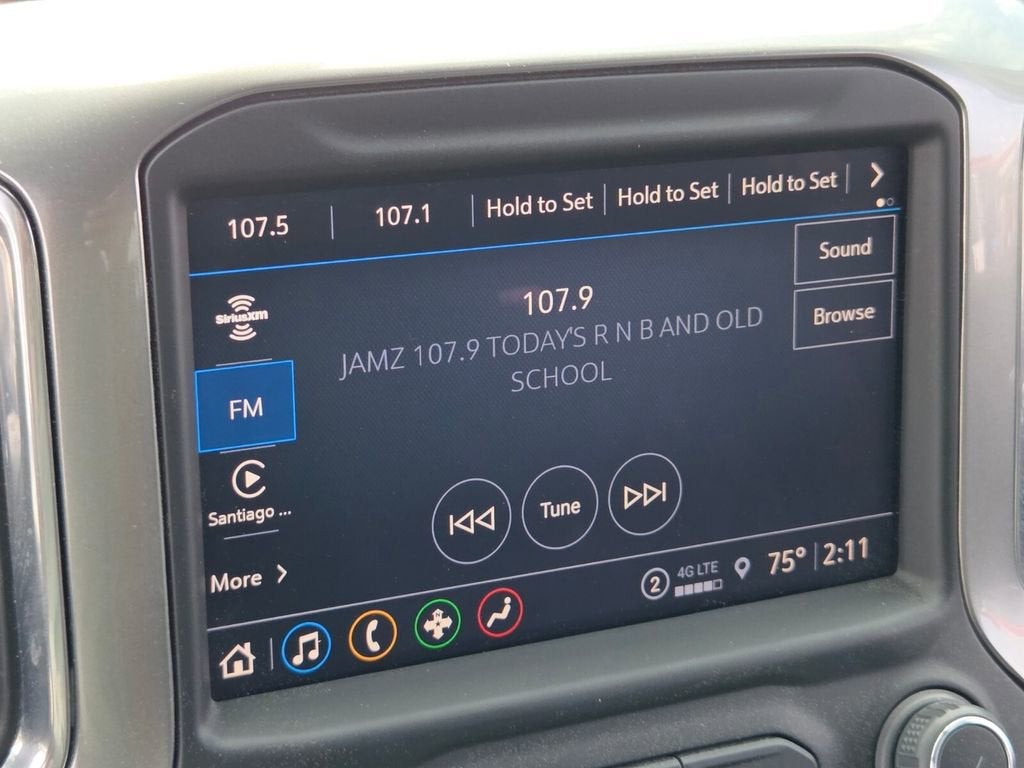 107.5 107.1 Hold to Set Hold to Set Hold to Set
Sound
Browse
SiriusXm
107.9
JAMZ 107.9 TODAY'S R N B AND OLD
SCHOOL
FM
Santiago ...
Tune
More
2 4G LTE 75° 2:11
N